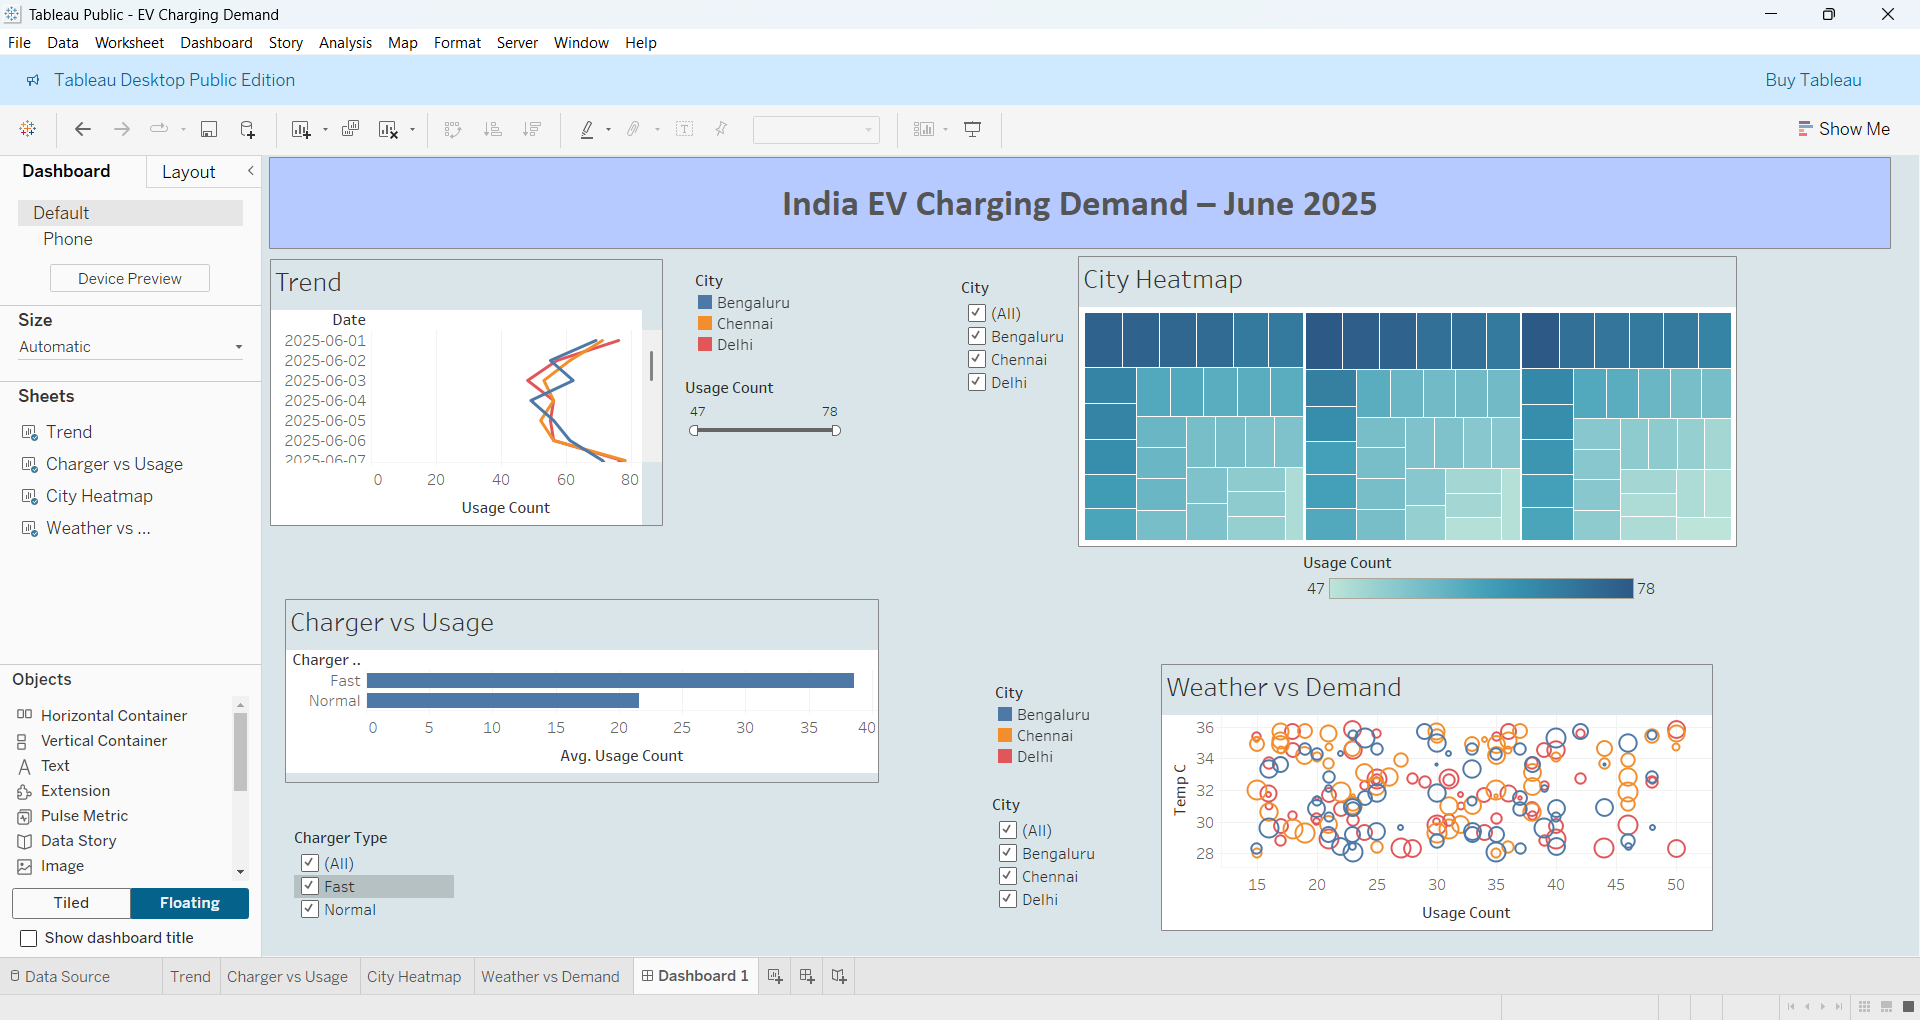 Tableau Public - EV Charging Demand
File Data Worksheet Dashboard Story Analysis Map Format Server Window Help
Tableau Desktop Public Edition
Buy Tableau
Show Me
Dashboard
Layout
Default
Phone
Device Preview
Size
Automatic
Sheets
Trend
Charger vs Usage
City Heatmap
Weather vs ...
Objects
Horizontal Container
Vertical Container
Text
Extension
Pulse Metric
Data Story
Image
Tiled
Floating
Show dashboard title
India EV Charging Demand – June 2025
Trend
Date
2025-06-01
2025-06-02
2025-06-03
2025-06-04
2025-06-05
2025-06-06
2025-06-07
0 20 40 60 80
Usage Count
City
Bengaluru
Chennai
Delhi
Usage Count
47 78
City
(All)
Bengaluru
Chennai
Delhi
City Heatmap
Usage Count
47 78
Charger vs Usage
Charger ..
Fast
Normal
0 5 10 15 20 25 30 35 40
Avg. Usage Count
Charger Type
(All)
Fast
Normal
City
Bengaluru
Chennai
Delhi
City
(All)
Bengaluru
Chennai
Delhi
Weather vs Demand
Temp C
36
34
32
30
28
15 20 25 30 35 40 45 50
Usage Count
Data Source
Trend
Charger vs Usage
City Heatmap
Weather vs Demand
Dashboard 1